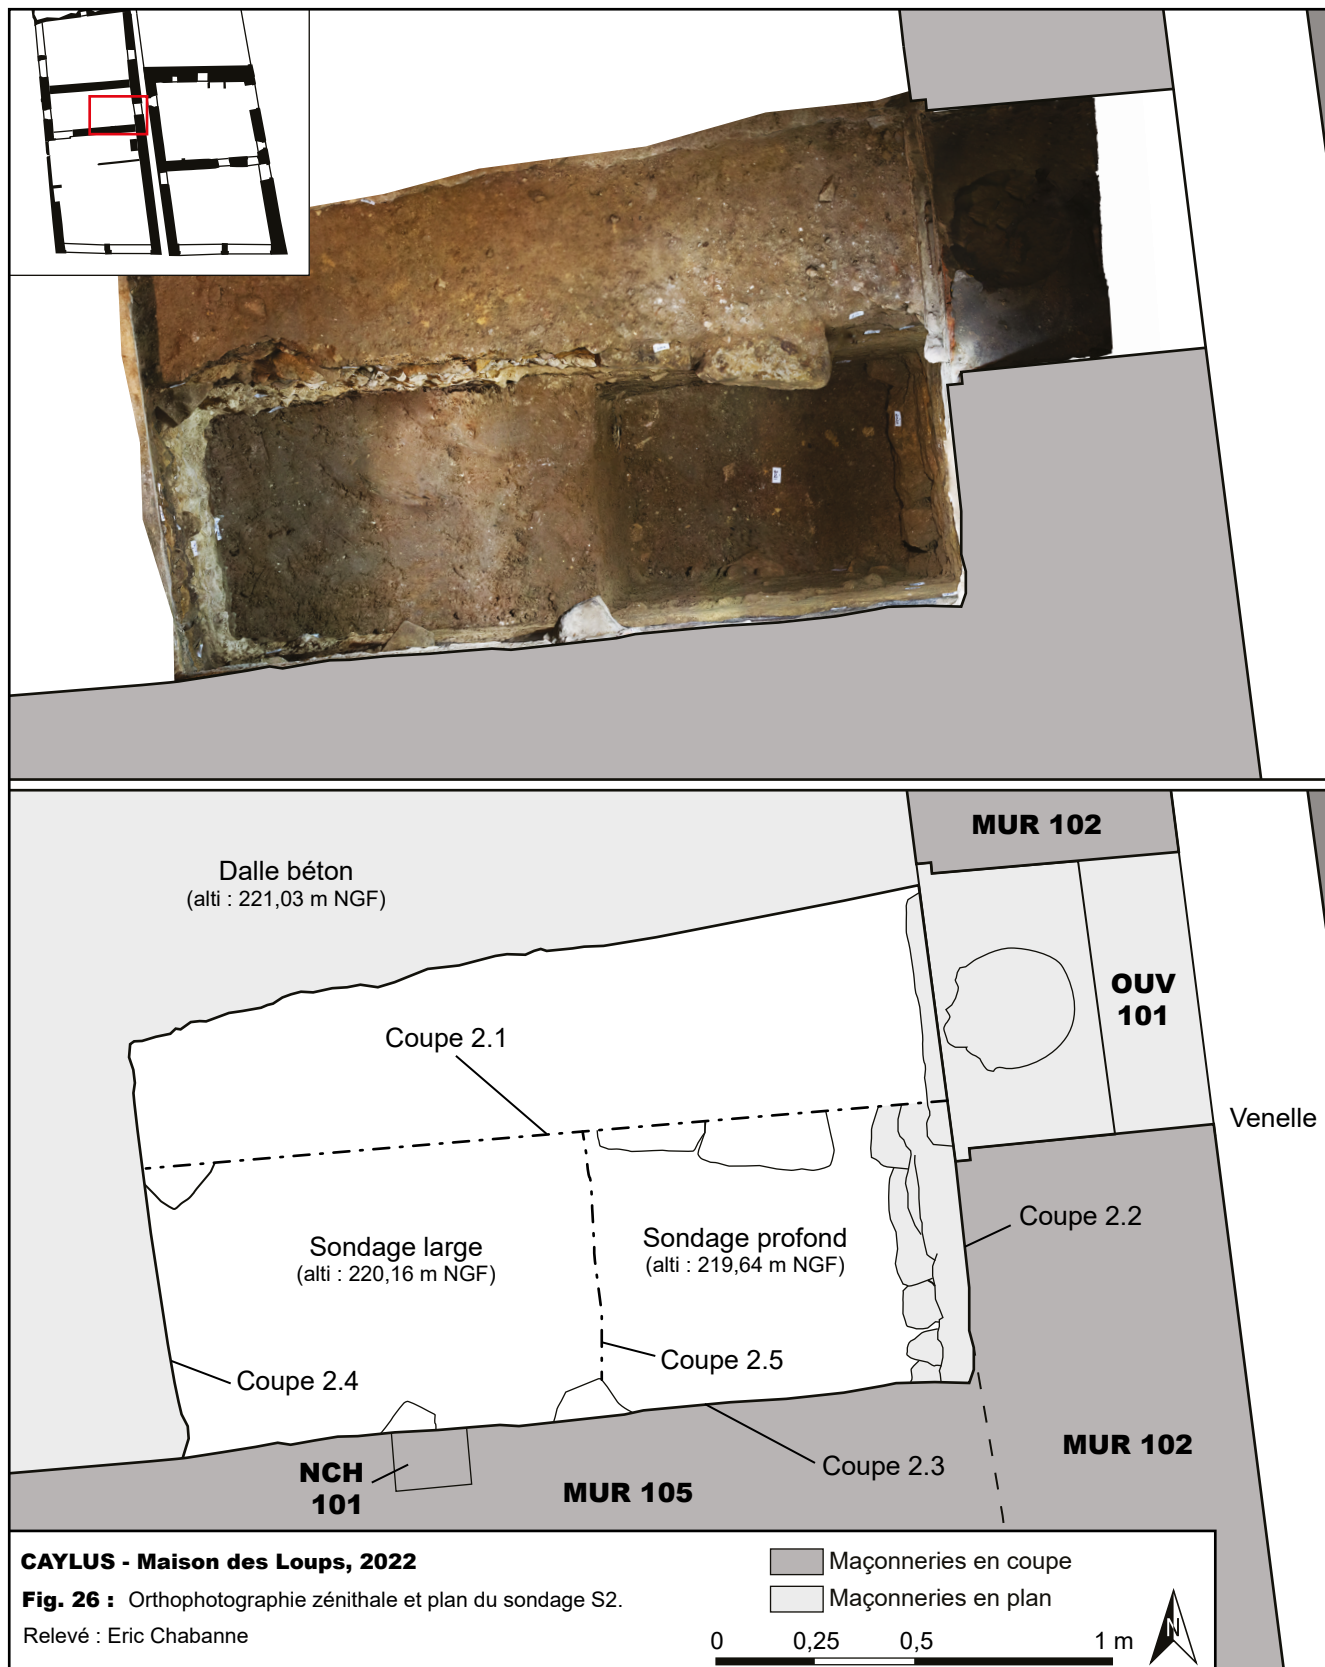 MUR 102
Dalle béton
(alti : 221,03 m NGF)
OUV
101
Coupe 2.1
Venelle
Coupe 2.2
Sondage large
(alti : 220,16 m NGF)
Sondage profond
(alti : 219,64 m NGF)
Coupe 2.5
Coupe 2.4
MUR 102
Coupe 2.3
NCH
101
MUR 105
CAYLUS - Maison des Loups, 2022
Fig. 26 : Orthophotographie zénithale et plan du sondage S2.
Relevé : Eric Chabanne
Maçonneries en coupe
Maçonneries en plan
0 0,25 0,5 1 m
N